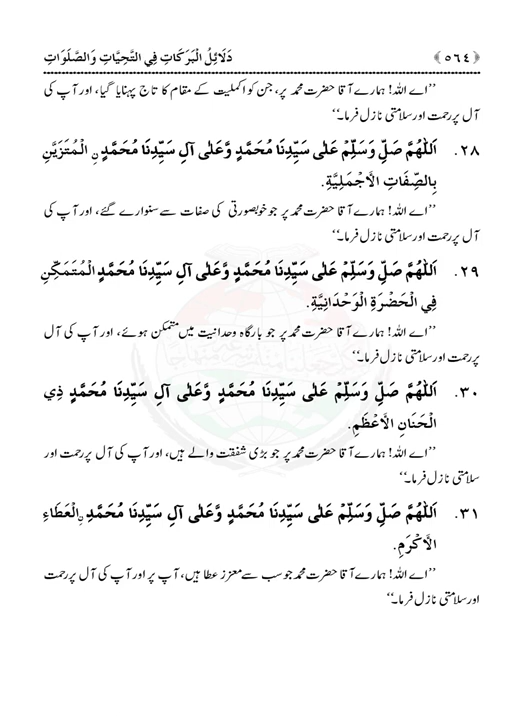 ﴿٥٦٤﴾ دَلَائِلُ الْبَرَكَاتِ فِي التَّحِيَّاتِ وَالصَّلَوَاتِ
’’اے اللہ! ہمارے آقا حضرت محمد پر، جن کو اکملیت کے مقام کا تاج پہنایا گیا، اور آپ کی
آل پر رحمت اور سلامتی نازل فرما۔‘‘
٢٨. اَللّٰهُمَّ صَلِّ وَسَلِّمْ عَلٰى سَيِّدِنَا مُحَمَّدٍ وَّعَلٰى آلِ سَيِّدِنَا مُحَمَّدِ نِ الْمُتَزَيَّنِ
بِالصِّفَاتِ الْاَجْمَلِيَّةِ.
’’اے اللہ! ہمارے آقا حضرت محمد پر جو خوبصورتی کی صفات سے سنوارے گئے، اور آپ کی
آل پر رحمت اور سلامتی نازل فرما۔‘‘
٢٩. اَللّٰهُمَّ صَلِّ وَسَلِّمْ عَلٰى سَيِّدِنَا مُحَمَّدٍ وَّعَلٰى آلِ سَيِّدِنَا مُحَمَّدِ الْمُتَمَكِّنِ
فِي الْحَضْرَةِ الْوَحْدَانِيَّةِ.
’’اے اللہ! ہمارے آقا حضرت محمد پر جو بارگاہ وحدانیت میں متمکن ہوئے، اور آپ کی آل
پر رحمت اور سلامتی نازل فرما۔‘‘
٣٠. اَللّٰهُمَّ صَلِّ وَسَلِّمْ عَلٰى سَيِّدِنَا مُحَمَّدٍ وَّعَلٰى آلِ سَيِّدِنَا مُحَمَّدٍ ذِي
الْحَنَانِ الْاَعْظَمِ.
’’اے اللہ! ہمارے آقا حضرت محمد پر جو بڑی شفقت والے ہیں، اور آپ کی آل پر رحمت اور
سلامتی نازل فرما۔‘‘
٣١. اَللّٰهُمَّ صَلِّ وَسَلِّمْ عَلٰى سَيِّدِنَا مُحَمَّدٍ وَّعَلٰى آلِ سَيِّدِنَا مُحَمَّدِ نِ الْعَطَاءِ
الْاَكْرَمِ.
’’اے اللہ! ہمارے آقا حضرت محمد جو سب سے معزز عطا ہیں، آپ پر اور آپ کی آل پر رحمت
اور سلامتی نازل فرما۔‘‘